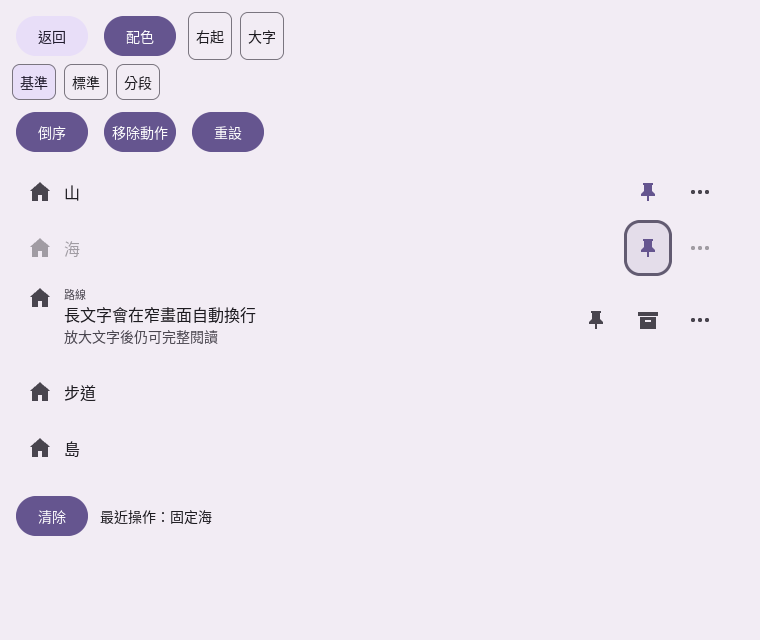 返回 配色 右起 大字
基準 標準 分段
倒序 移除動作 重設
山
海
路線
長文字會在窄畫面自動換行
放大文字後仍可完整閱讀
步道
島
清除 最近操作：固定海